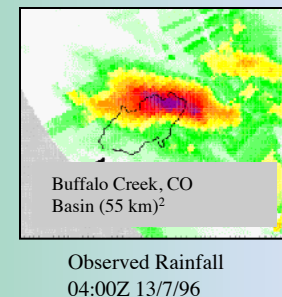 Buffalo Creek, CO
Basin (55 km)²
Observed Rainfall
04:00Z 13/7/96